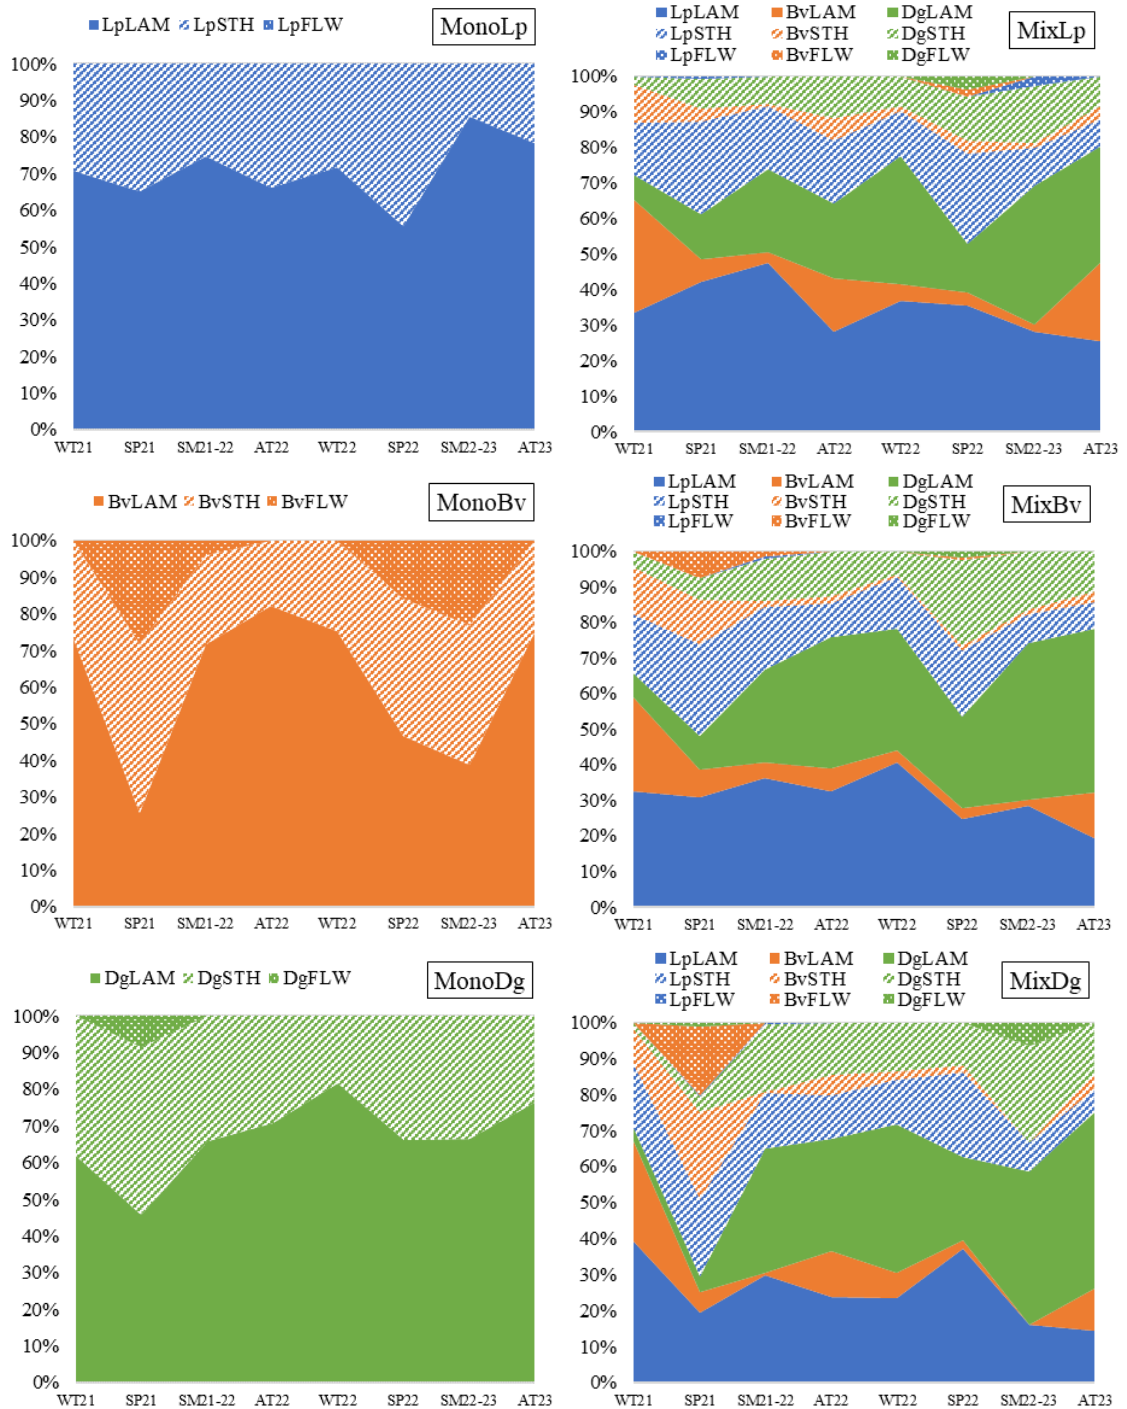 LpLAM LpSTH LpFLW
MonoLp
100%
90%
80%
70%
60%
50%
40%
30%
20%
10%
0%
WT21 SP21 SM21-22 AT22 WT22 SP22 SM22-23 AT23
LpLAM BvLAM DgLAM
LpSTH BvSTH DgSTH
LpFLW BvFLW DgFLW
MixLp
100%
90%
80%
70%
60%
50%
40%
30%
20%
10%
0%
WT21 SP21 SM21-22 AT22 WT22 SP22 SM22-23 AT23
BvLAM BvSTH BvFLW
MonoBv
100%
90%
80%
70%
60%
50%
40%
30%
20%
10%
0%
WT21 SP21 SM21-22 AT22 WT22 SP22 SM22-23 AT23
LpLAM BvLAM DgLAM
LpSTH BvSTH DgSTH
LpFLW BvFLW DgFLW
MixBv
100%
90%
80%
70%
60%
50%
40%
30%
20%
10%
0%
WT21 SP21 SM21-22 AT22 WT22 SP22 SM22-23 AT23
DgLAM DgSTH DgFLW
MonoDg
100%
90%
80%
70%
60%
50%
40%
30%
20%
10%
0%
WT21 SP21 SM21-22 AT22 WT22 SP22 SM22-23 AT23
LpLAM BvLAM DgLAM
LpSTH BvSTH DgSTH
LpFLW BvFLW DgFLW
MixDg
100%
90%
80%
70%
60%
50%
40%
30%
20%
10%
0%
WT21 SP21 SM21-22 AT22 WT22 SP22 SM22-23 AT23